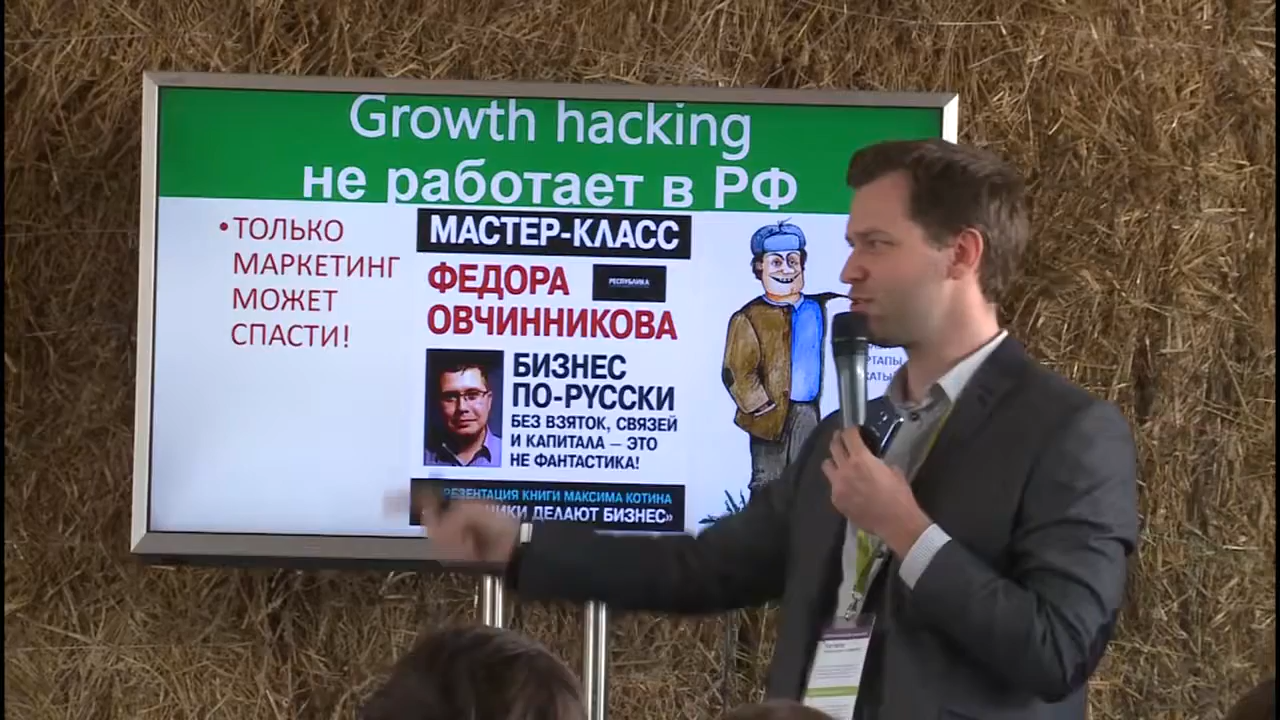 Growth hacking
не работает в РФ
• ТОЛЬКО
МАРКЕТИНГ
МОЖЕТ
СПАСТИ!
МАСТЕР-КЛАСС
ФЕДОРА
РЕСПУБЛИКА
ОВЧИННИКОВА
БИЗНЕС
ПО-РУССКИ
БЕЗ ВЗЯТОК, СВЯЗЕЙ
И КАПИТАЛА – ЭТО
НЕ ФАНТАСТИКА!
КНИГИ МАКСИМА КОТИНА
ДЕЛАЮТ БИЗНЕС»